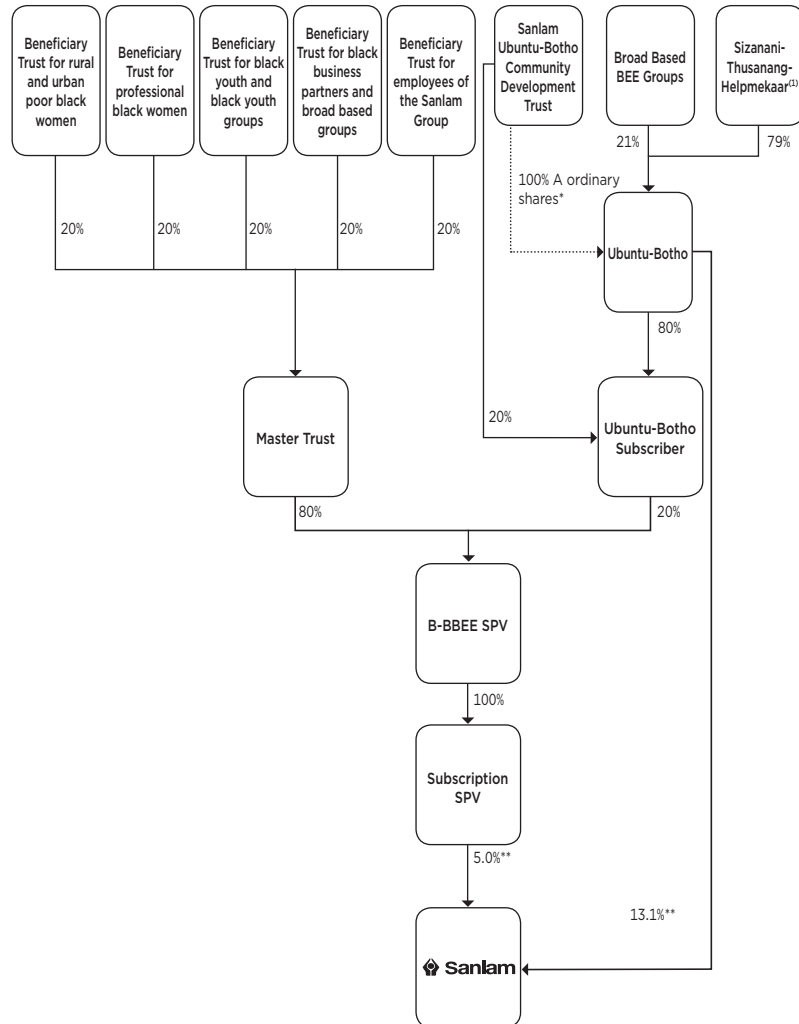 Beneficiary
Trust for rural
and urban
poor black
women
Beneficiary
Trust for
professional
black women
Beneficiary
Trust for black
youth and
black youth
groups
Beneficiary
Trust for black
business
partners and
broad based
groups
Beneficiary
Trust for
employees of
the Sanlam
Group
Sanlam
Ubuntu-Botho
Community
Development
Trust
Broad Based
BEE Groups
Sizanani-
Thusanang-
Helpmekaar(1)
21%
79%
100% A ordinary
shares*
20%
20%
20%
20%
20%
Ubuntu-Botho
80%
Master Trust
20%
Ubuntu-Botho
Subscriber
80%
20%
B-BBEE SPV
100%
Subscription
SPV
5.0%**
13.1%**
Sanlam